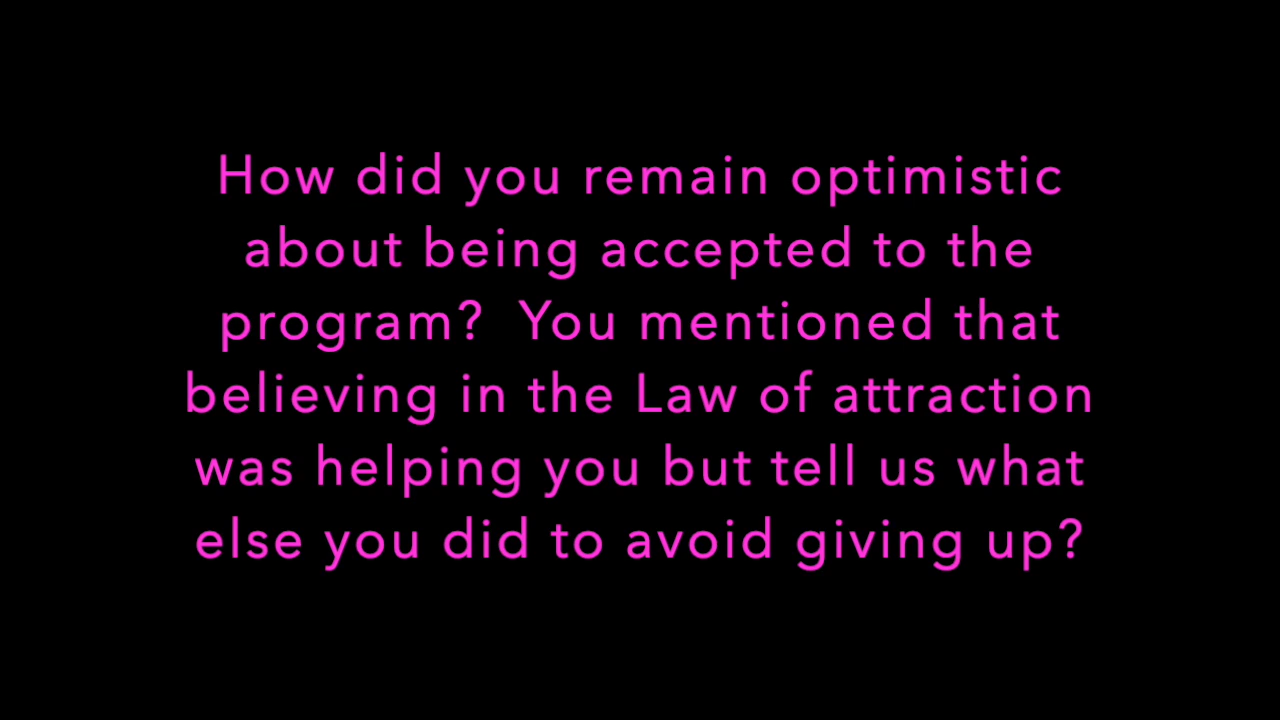 How did you remain optimistic
about being accepted to the
program?  You mentioned that
believing in the Law of attraction
was helping you but tell us what
else you did to avoid giving up?